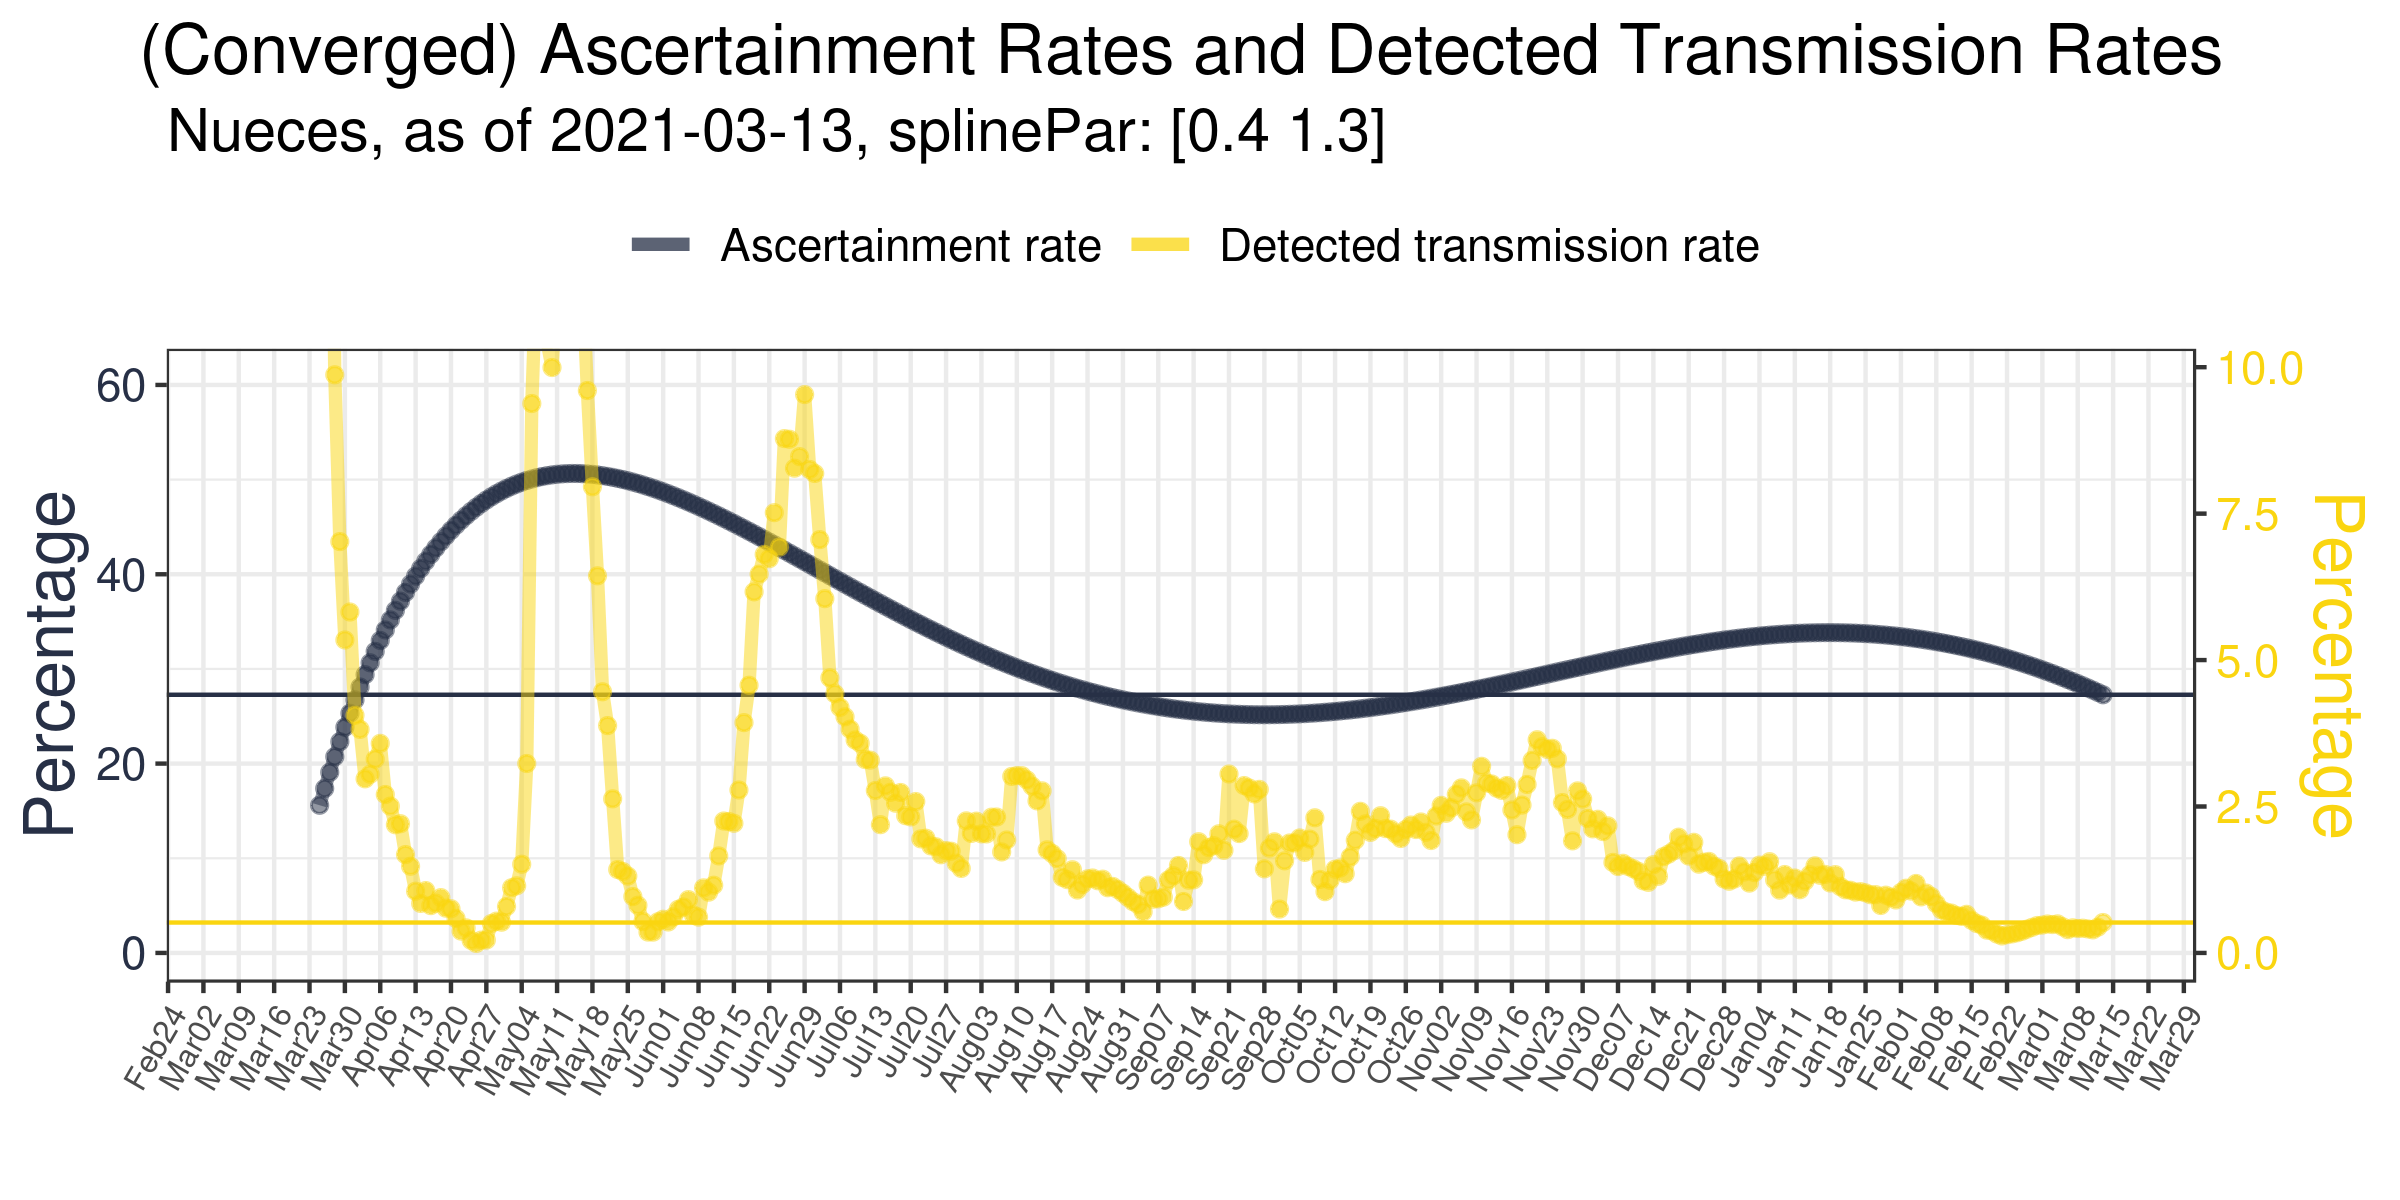 (Converged) Ascertainment Rates and Detected Transmission Rates
Nueces, as of 2021-03-13, splinePar: [0.4 1.3]
Ascertainment rate Detected transmission rate
Percentage
60
40
20
0
10.0
7.5
5.0
2.5
0.0
Percentage
Feb24 Mar02 Mar09 Mar16 Mar23 Mar30 Apr06 Apr13 Apr20 Apr27 May04 May11 May18 May25 Jun01 Jun08 Jun15 Jun22 Jun29 Jul06 Jul13 Jul20 Jul27 Aug03 Aug10 Aug17 Aug24 Aug31 Sep07 Sep14 Sep21 Sep28 Oct05 Oct12 Oct19 Oct26 Nov02 Nov09 Nov16 Nov23 Nov30 Dec07 Dec14 Dec21 Dec28 Jan04 Jan11 Jan18 Jan25 Feb01 Feb08 Feb15 Feb22 Mar01 Mar08 Mar15 Mar22 Mar29